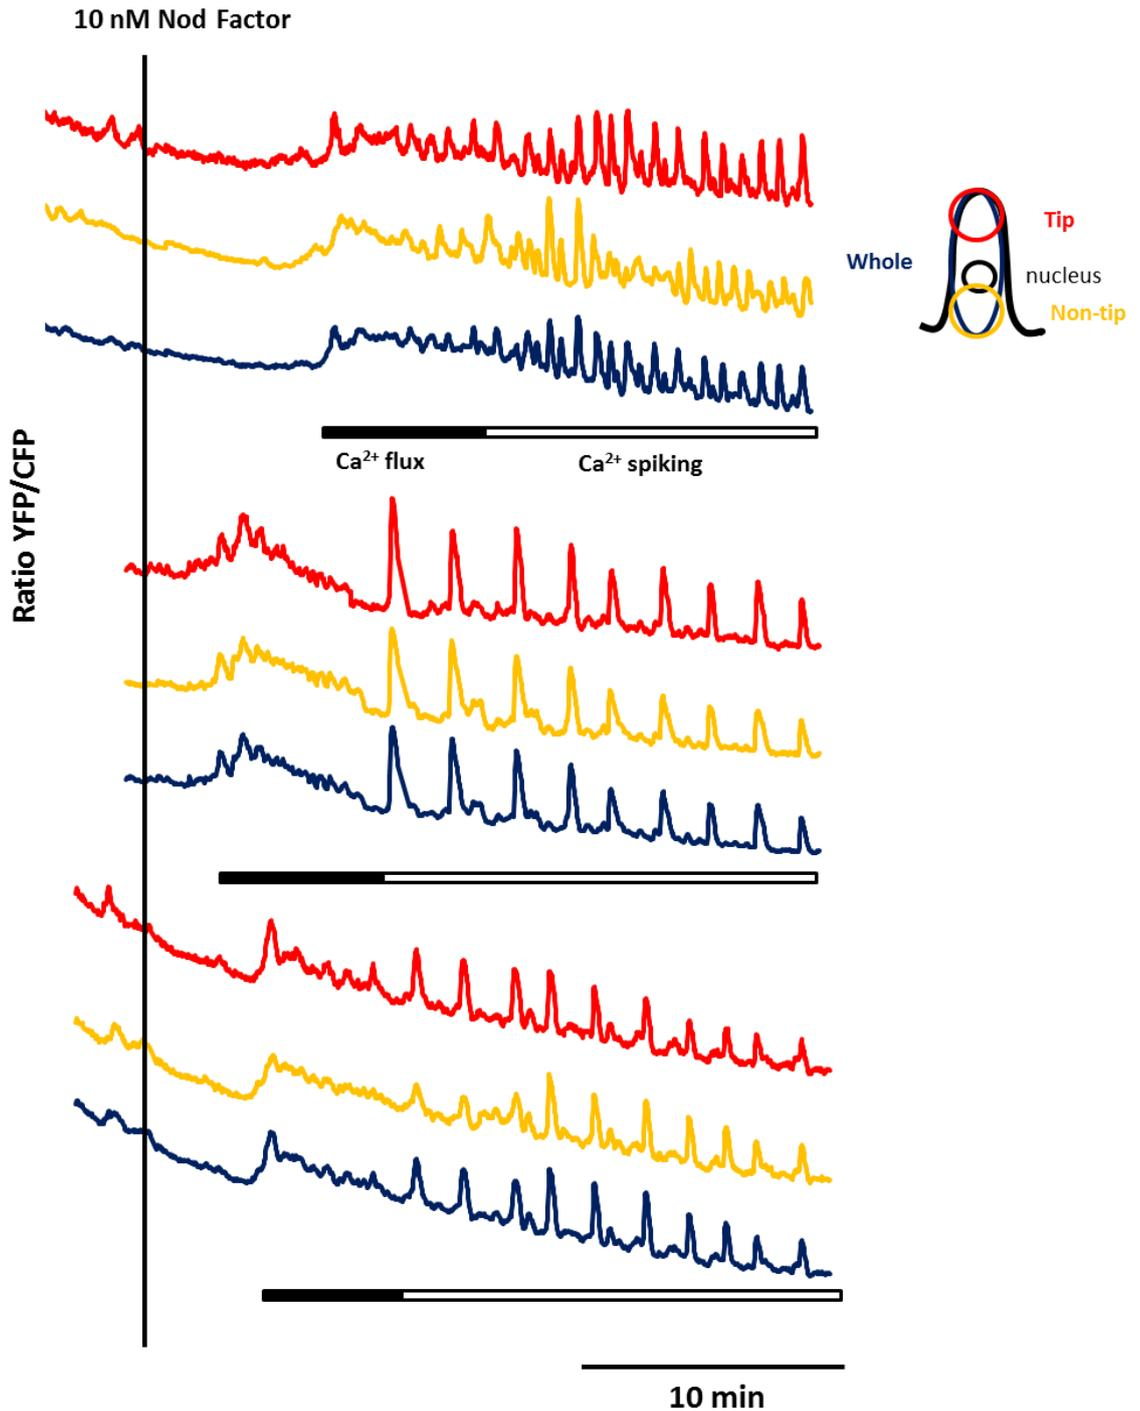 10 nM Nod Factor
Tip
Whole
nucleus
Non-tip
Ca²⁺ flux
Ca²⁺ spiking
Ratio YFP/CFP
10 min